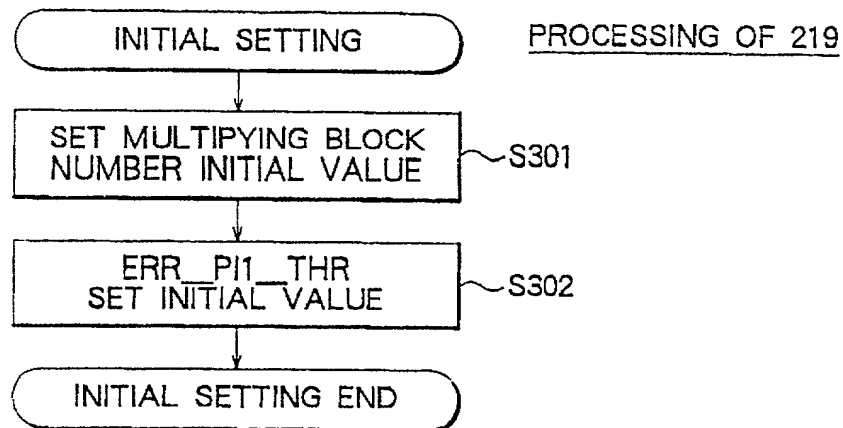 INITIAL SETTING
PROCESSING OF 219
SET MULTIPYING BLOCK
NUMBER INITIAL VALUE
S301
ERR_PI1_THR
SET INITIAL VALUE
S302
INITIAL SETTING END